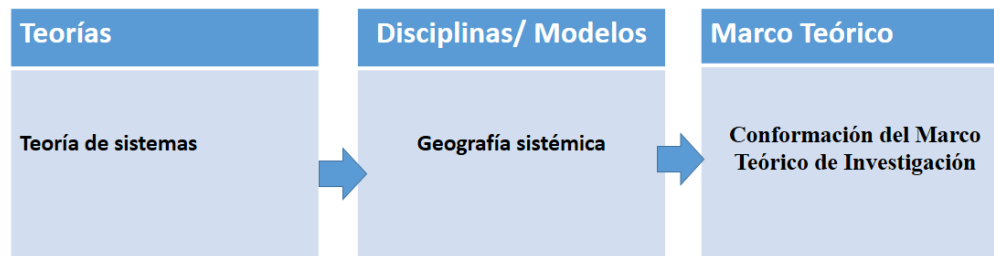 Teorías
Disciplinas/ Modelos
Marco Teórico
Teoría de sistemas
Geografía sistémica
Conformación del Marco
Teórico de Investigación